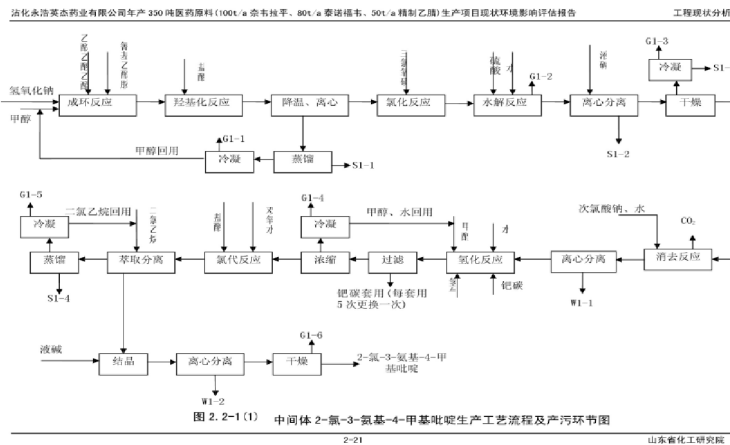 沾化永浩英杰药业有限公司年产350吨医药原料(100t/a奈韦拉平、80t/a泰诺福韦、50t/a精制乙腈)生产项目现状环境影响评估报告 工程现状分析
G1-3
冷凝
硫酸
水
G1-2
氢氧化钠
甲醇
成环反应
羟基化反应
降温、离心
氯化反应
水解反应
离心分离
干燥
G1-1
甲醇回用
冷凝
蒸馏
S1-1
S1-2
G1-5
冷凝
二氯乙烷回用
二氯乙烷
G1-4
冷凝
甲醇、水回用
甲醇
水
次氯酸钠、水
CO₂
蒸馏
萃取分离
氯代反应
浓缩
过滤
氢化反应
离心分离
消去反应
S1-4
钯碳套用(每套用
5次更换一次)
钯碳
W1-1
G1-6
液碱
结晶
离心分离
干燥
2-氯-3-氨基-4-甲
基吡啶
W1-2
图 2.2-1(1) 中间体2-氯-3-氨基-4-甲基吡啶生产工艺流程及产污环节图
2-21
山东省化工研究院